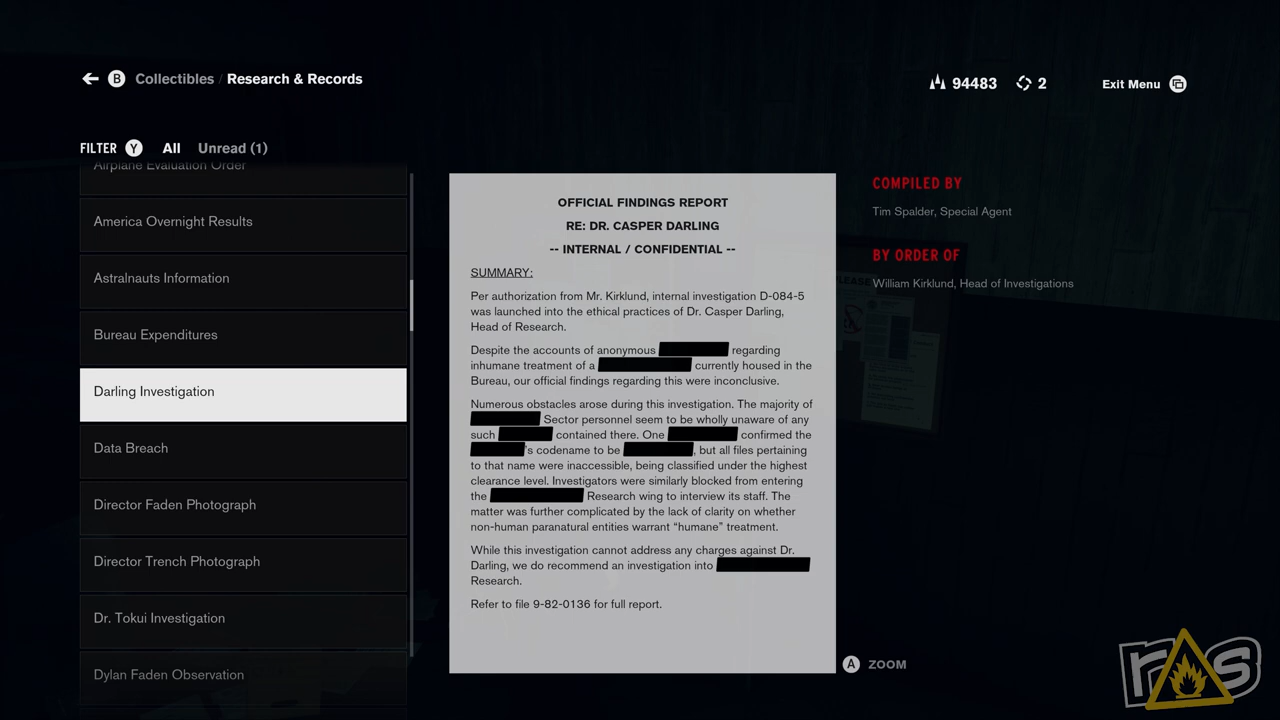 B Collectibles / Research & Records
94483 2 Exit Menu
FILTER Y All Unread (1)
Airplane Evaluation Order
America Overnight Results
Astralnauts Information
Bureau Expenditures
Darling Investigation
Data Breach
Director Faden Photograph
Director Trench Photograph
Dr. Tokui Investigation
Dylan Faden Observation
OFFICIAL FINDINGS REPORT
RE: DR. CASPER DARLING
-- INTERNAL / CONFIDENTIAL --
SUMMARY:
Per authorization from Mr. Kirklund, internal investigation D-084-5
was launched into the ethical practices of Dr. Casper Darling,
Head of Research.
Despite the accounts of anonymous regarding
inhumane treatment of a currently housed in the
Bureau, our official findings regarding this were inconclusive.
Numerous obstacles arose during this investigation. The majority of
Sector personnel seem to be wholly unaware of any
such contained there. One confirmed the
's codename to be , but all files pertaining
to that name were inaccessible, being classified under the highest
clearance level. Investigators were similarly blocked from entering
the Research wing to interview its staff. The
matter was further complicated by the lack of clarity on whether
non-human paranatural entities warrant “humane” treatment.
While this investigation cannot address any charges against Dr.
Darling, we do recommend an investigation into
Research.
Refer to file 9-82-0136 for full report.
A ZOOM
COMPILED BY
Tim Spalder, Special Agent
BY ORDER OF
William Kirklund, Head of Investigations